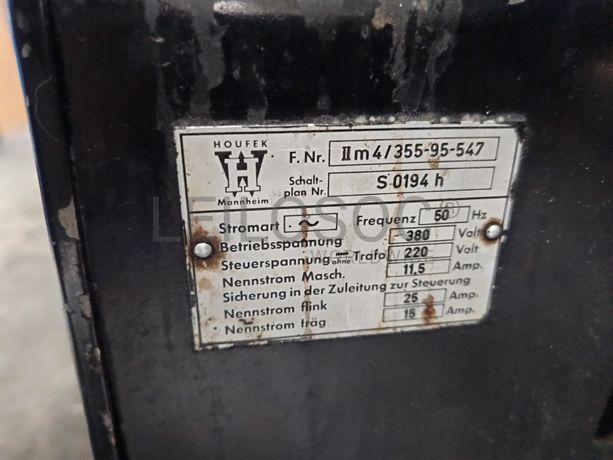 HOUFEK
H
Mannheim
F. Nr. IIm4/355-95-547
Schalt-
plan Nr. S 0194 h
Stromart ~ Frequenz 50 Hz
Betriebsspannung 380 Volt
Steuerspannung ohne Trafo 220 Volt
Nennstrom Masch. 11,5 Amp.
Sicherung in der Zuleitung zur Steuerung
Nennstrom flink 25 Amp.
Nennstrom träg 15 Amp.
LEILOSOC®